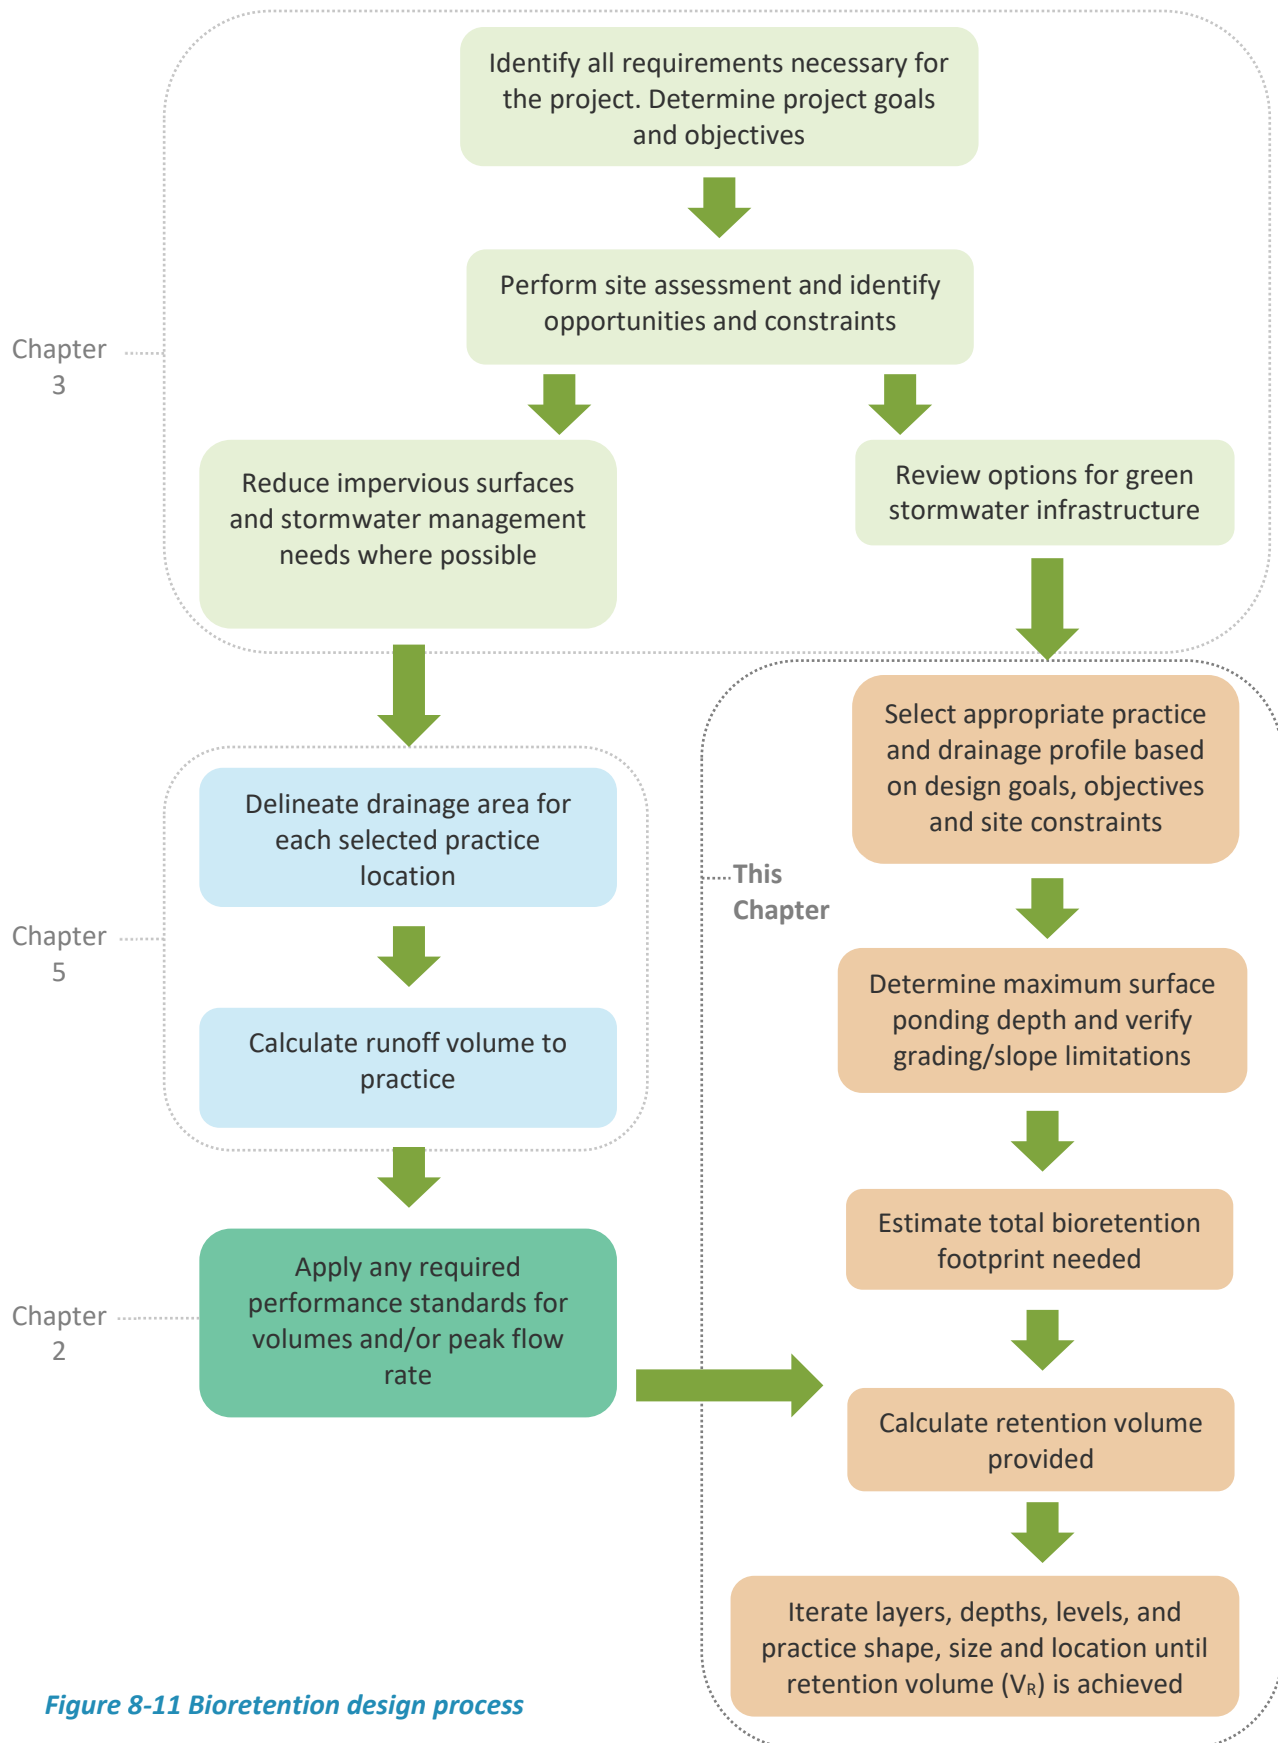 Identify all requirements necessary for
the project. Determine project goals
and objectives
Perform site assessment and identify
opportunities and constraints
Chapter
3
Reduce impervious surfaces
and stormwater management
needs where possible
Review options for green
stormwater infrastructure
Select appropriate practice
and drainage profile based
on design goals, objectives
and site constraints
Delineate drainage area for
each selected practice
location
This
Chapter
Chapter
5
Determine maximum surface
ponding depth and verify
grading/slope limitations
Calculate runoff volume to
practice
Estimate total bioretention
footprint needed
Apply any required
performance standards for
volumes and/or peak flow
rate
Chapter
2
Calculate retention volume
provided
Iterate layers, depths, levels, and
practice shape, size and location until
retention volume (VR) is achieved
Figure 8-11 Bioretention design process